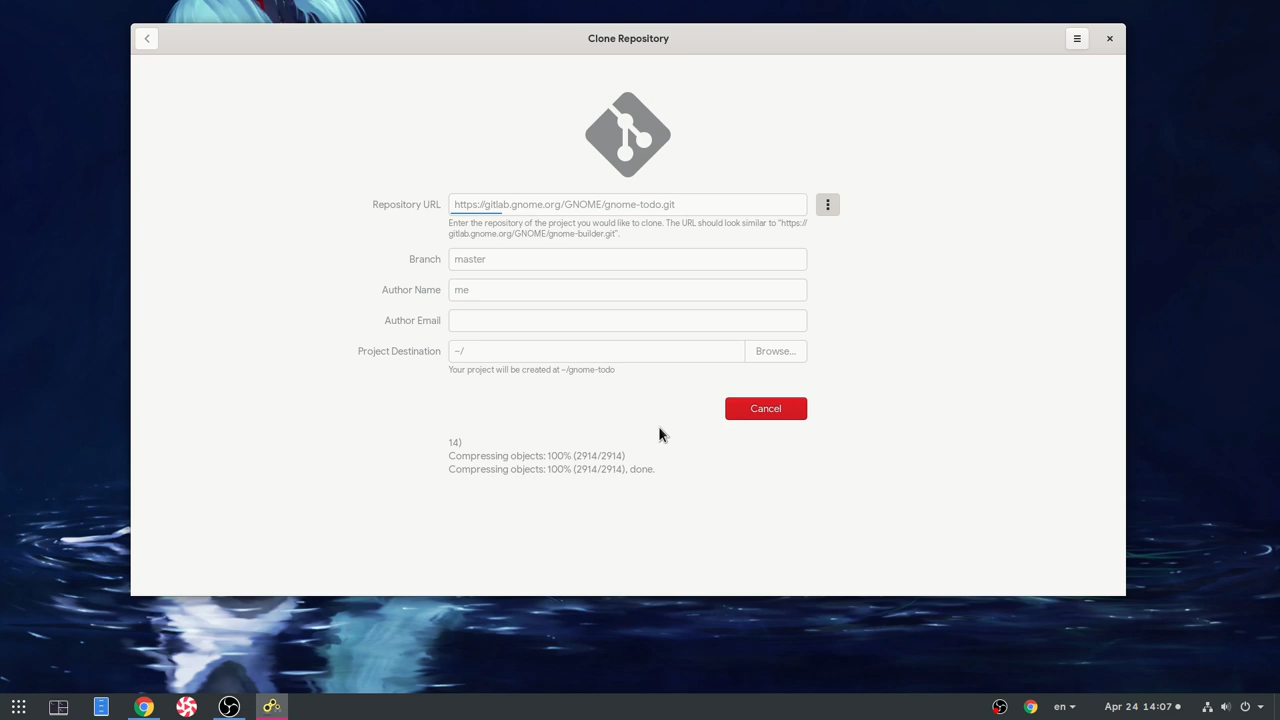 Clone Repository
Repository URL
https://gitlab.gnome.org/GNOME/gnome-todo.git
Enter the repository of the project you would like to clone. The URL should look similar to “https://
gitlab.gnome.org/GNOME/gnome-builder.git”.
Branch
master
Author Name
me
Author Email
Project Destination
~/
Browse...
Your project will be created at ~/gnome-todo
Cancel
14)
Compressing objects: 100% (2914/2914)
Compressing objects: 100% (2914/2914), done.
en
Apr 24 14:07